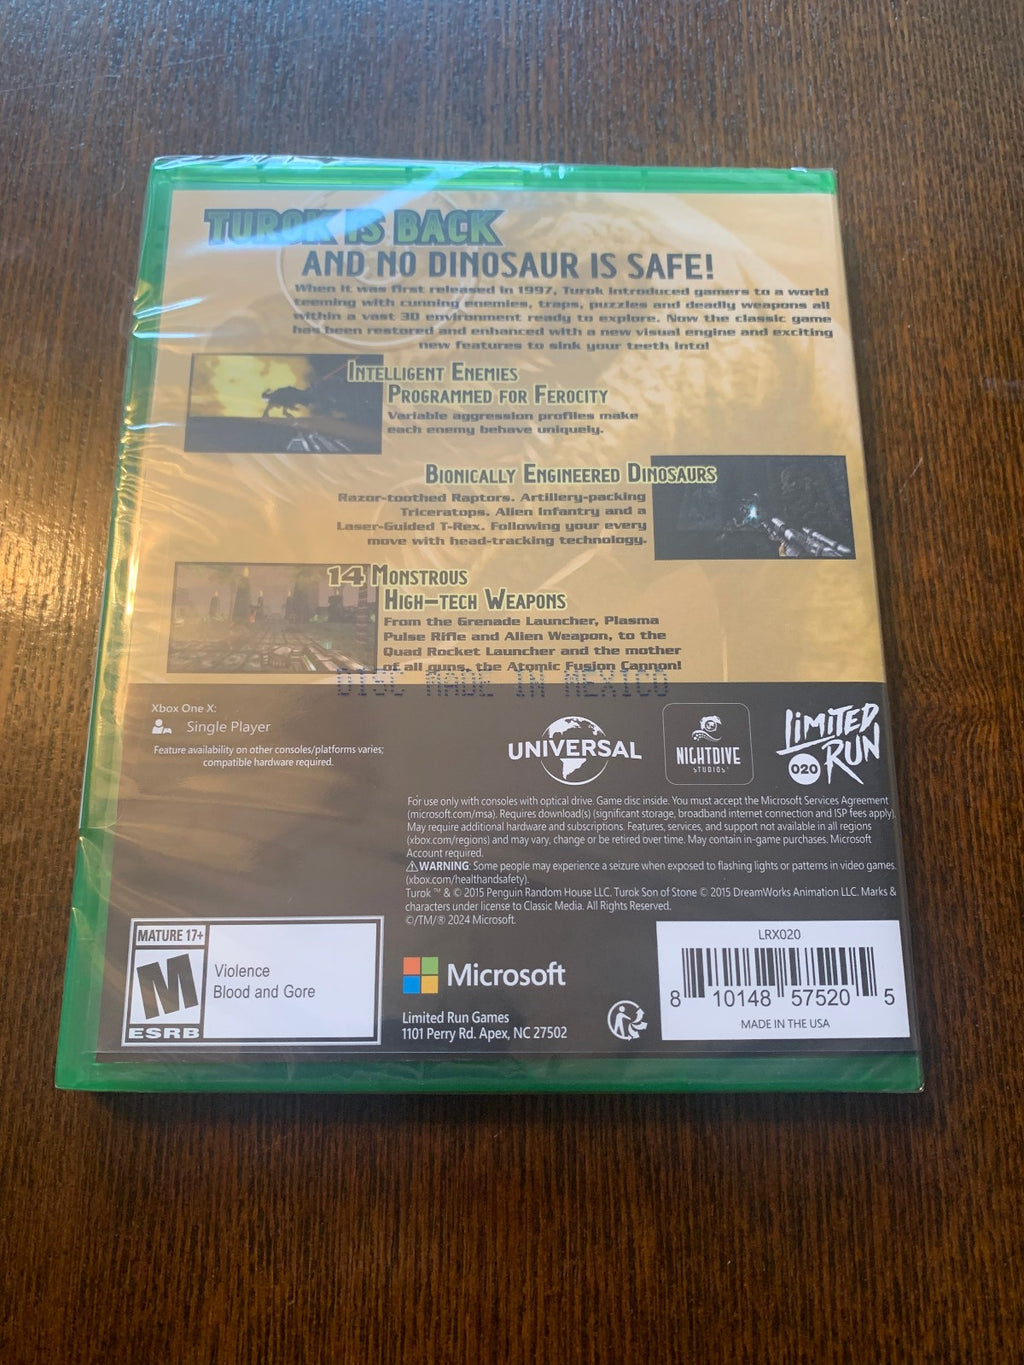 TUROK IS BACK
AND NO DINOSAUR IS SAFE!
When it was first released in 1997, Turok introduced gamers to a world
teeming with cunning enemies, traps, puzzles and deadly weapons all
within a vast 3D environment ready to explore. Now the classic game
has been restored and enhanced with a new visual engine and exciting
new features to sink your teeth into!
INTELLIGENT ENEMIES
PROGRAMMED FOR FEROCITY
Variable aggression profiles make
each enemy behave uniquely.
BIONICALLY ENGINEERED DINOSAURS
Razor-toothed Raptors. Artillery-packing
Triceratops. Alien Infantry and a
Laser-Guided T-Rex. Following your every
move with head-tracking technology.
14 MONSTROUS
HIGH-TECH WEAPONS
From the Grenade Launcher, Plasma
Pulse Rifle and Alien Weapon, to the
Quad Rocket Launcher and the mother
of all guns, the Atomic Fusion Cannon!
DISC MADE IN MEXICO
Xbox One X:
Single Player
Feature availability on other consoles/platforms varies;
compatible hardware required.
UNIVERSAL
NIGHTDIVE
STUDIOS
LIMITED
RUN
020
For use only with consoles with optical drive. Game disc inside. You must accept the Microsoft Services Agreement
(microsoft.com/msa). Requires download(s) (significant storage, broadband internet connection and ISP fees apply).
May require additional hardware and subscriptions. Features, services, and support not available in all regions
(xbox.com/regions) and may vary, change or be retired over time. May contain in-game purchases. Microsoft
Account required.
⚠WARNING: Some people may experience a seizure when exposed to flashing lights or patterns in video games.
(xbox.com/healthandsafety).
Turok ™ & © 2015 Penguin Random House LLC. Turok Son of Stone © 2015 DreamWorks Animation LLC. Marks &
characters under license to Classic Media. All Rights Reserved.
©/TM/® 2024 Microsoft.
MATURE 17+
M
ESRB
Violence
Blood and Gore
Microsoft
Limited Run Games
1101 Perry Rd. Apex, NC 27502
LRX020
8 10148 57520 5
MADE IN THE USA